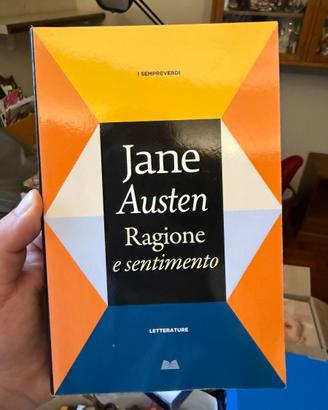 I SEMPREVERDI
Jane
Austen
Ragione
e sentimento
LETTERATURE